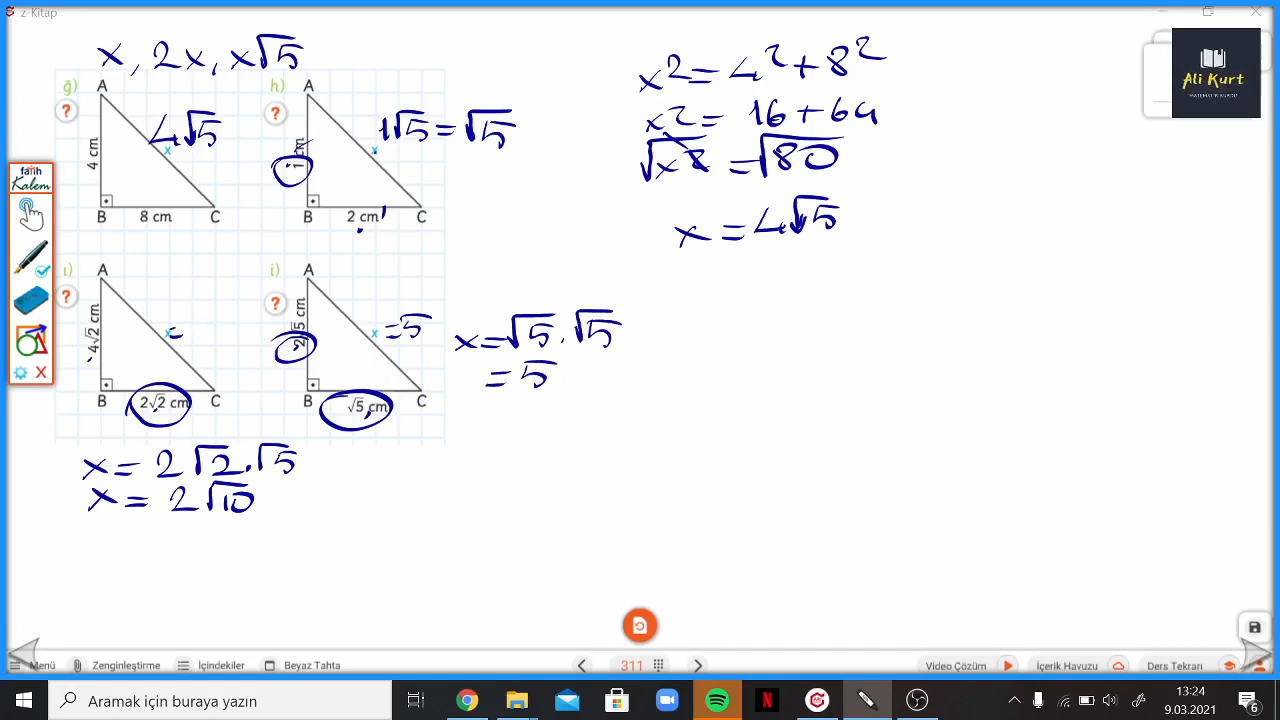 z-Kitap
x, 2x, x√5
ğ) A
?
4 cm
4√5
x
B 8 cm C
h) A
?
1 cm
1√5 = √5
x
B 2 cm C
x² = 4² + 8²
x² = 16 + 64
√x² = √80
x = 4√5
Ali Kurt
fatih
Kalem
ı) A
?
4√2 cm
x =
B 2√2 cm C
x = 2√2 . √5
x = 2√10
i) A
?
2√5 cm
x = 5
B √5 cm C
x = √5 . √5
= 5
Menü Zenginleştirme İçindekiler Beyaz Tahta 311 Video Çözüm İçerik Havuzu Ders Tekrarı
Aramak için buraya yazın
13:24
9.03.2021
6